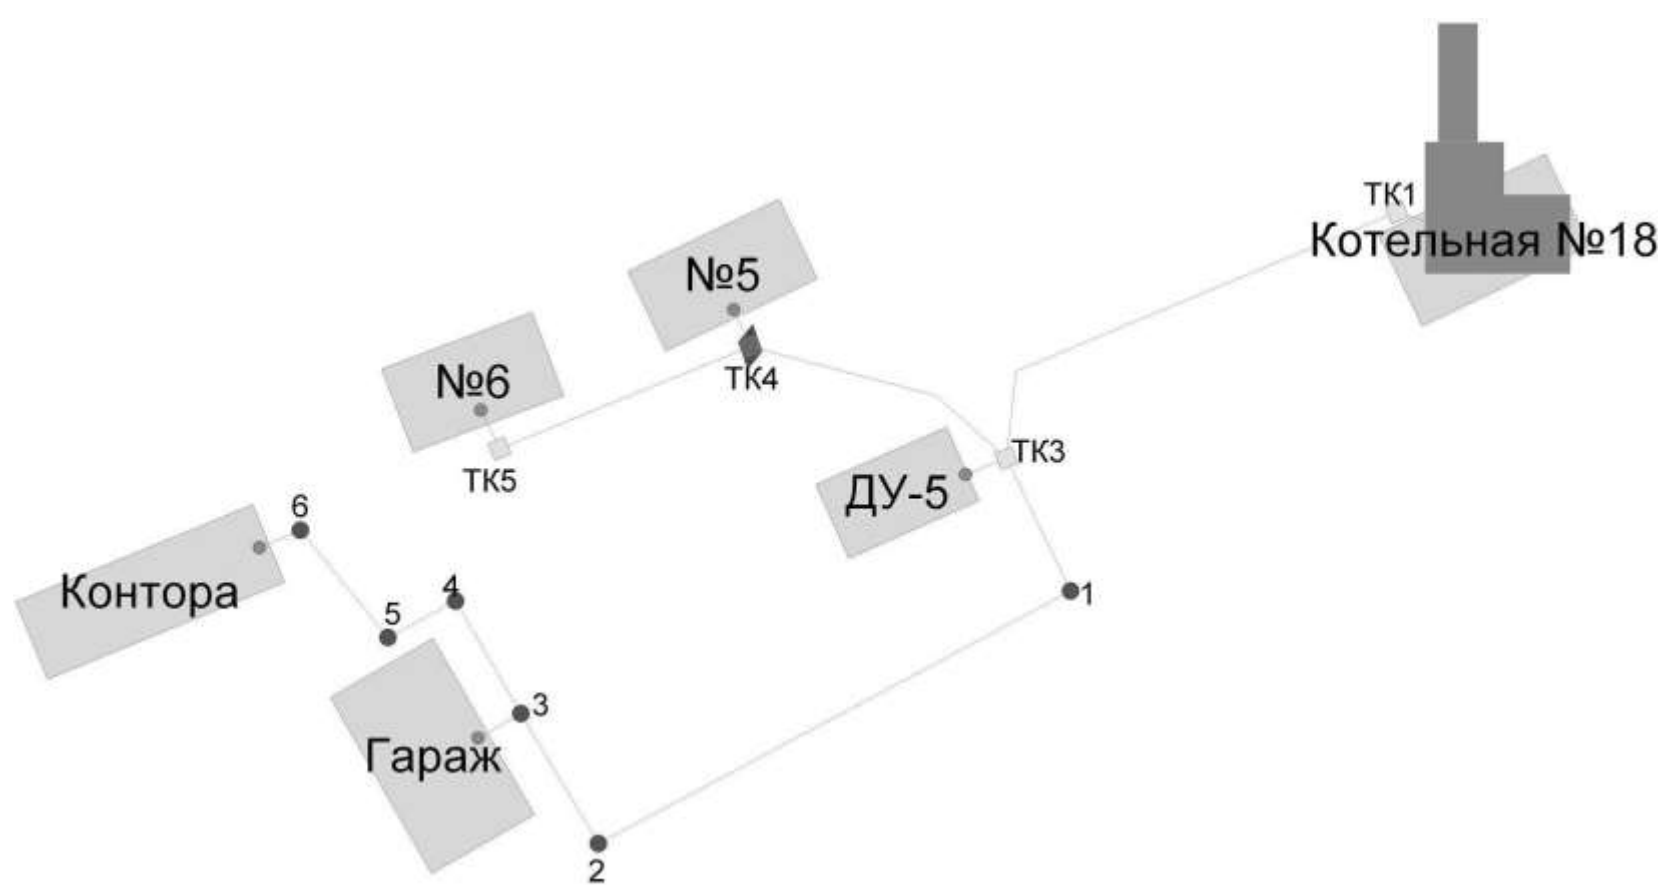 ТК1
Котельная №18
№5
ТК4
№6
ТК5
ТК3
ДУ-5
6
Контора
4
5
1
3
Гараж
2